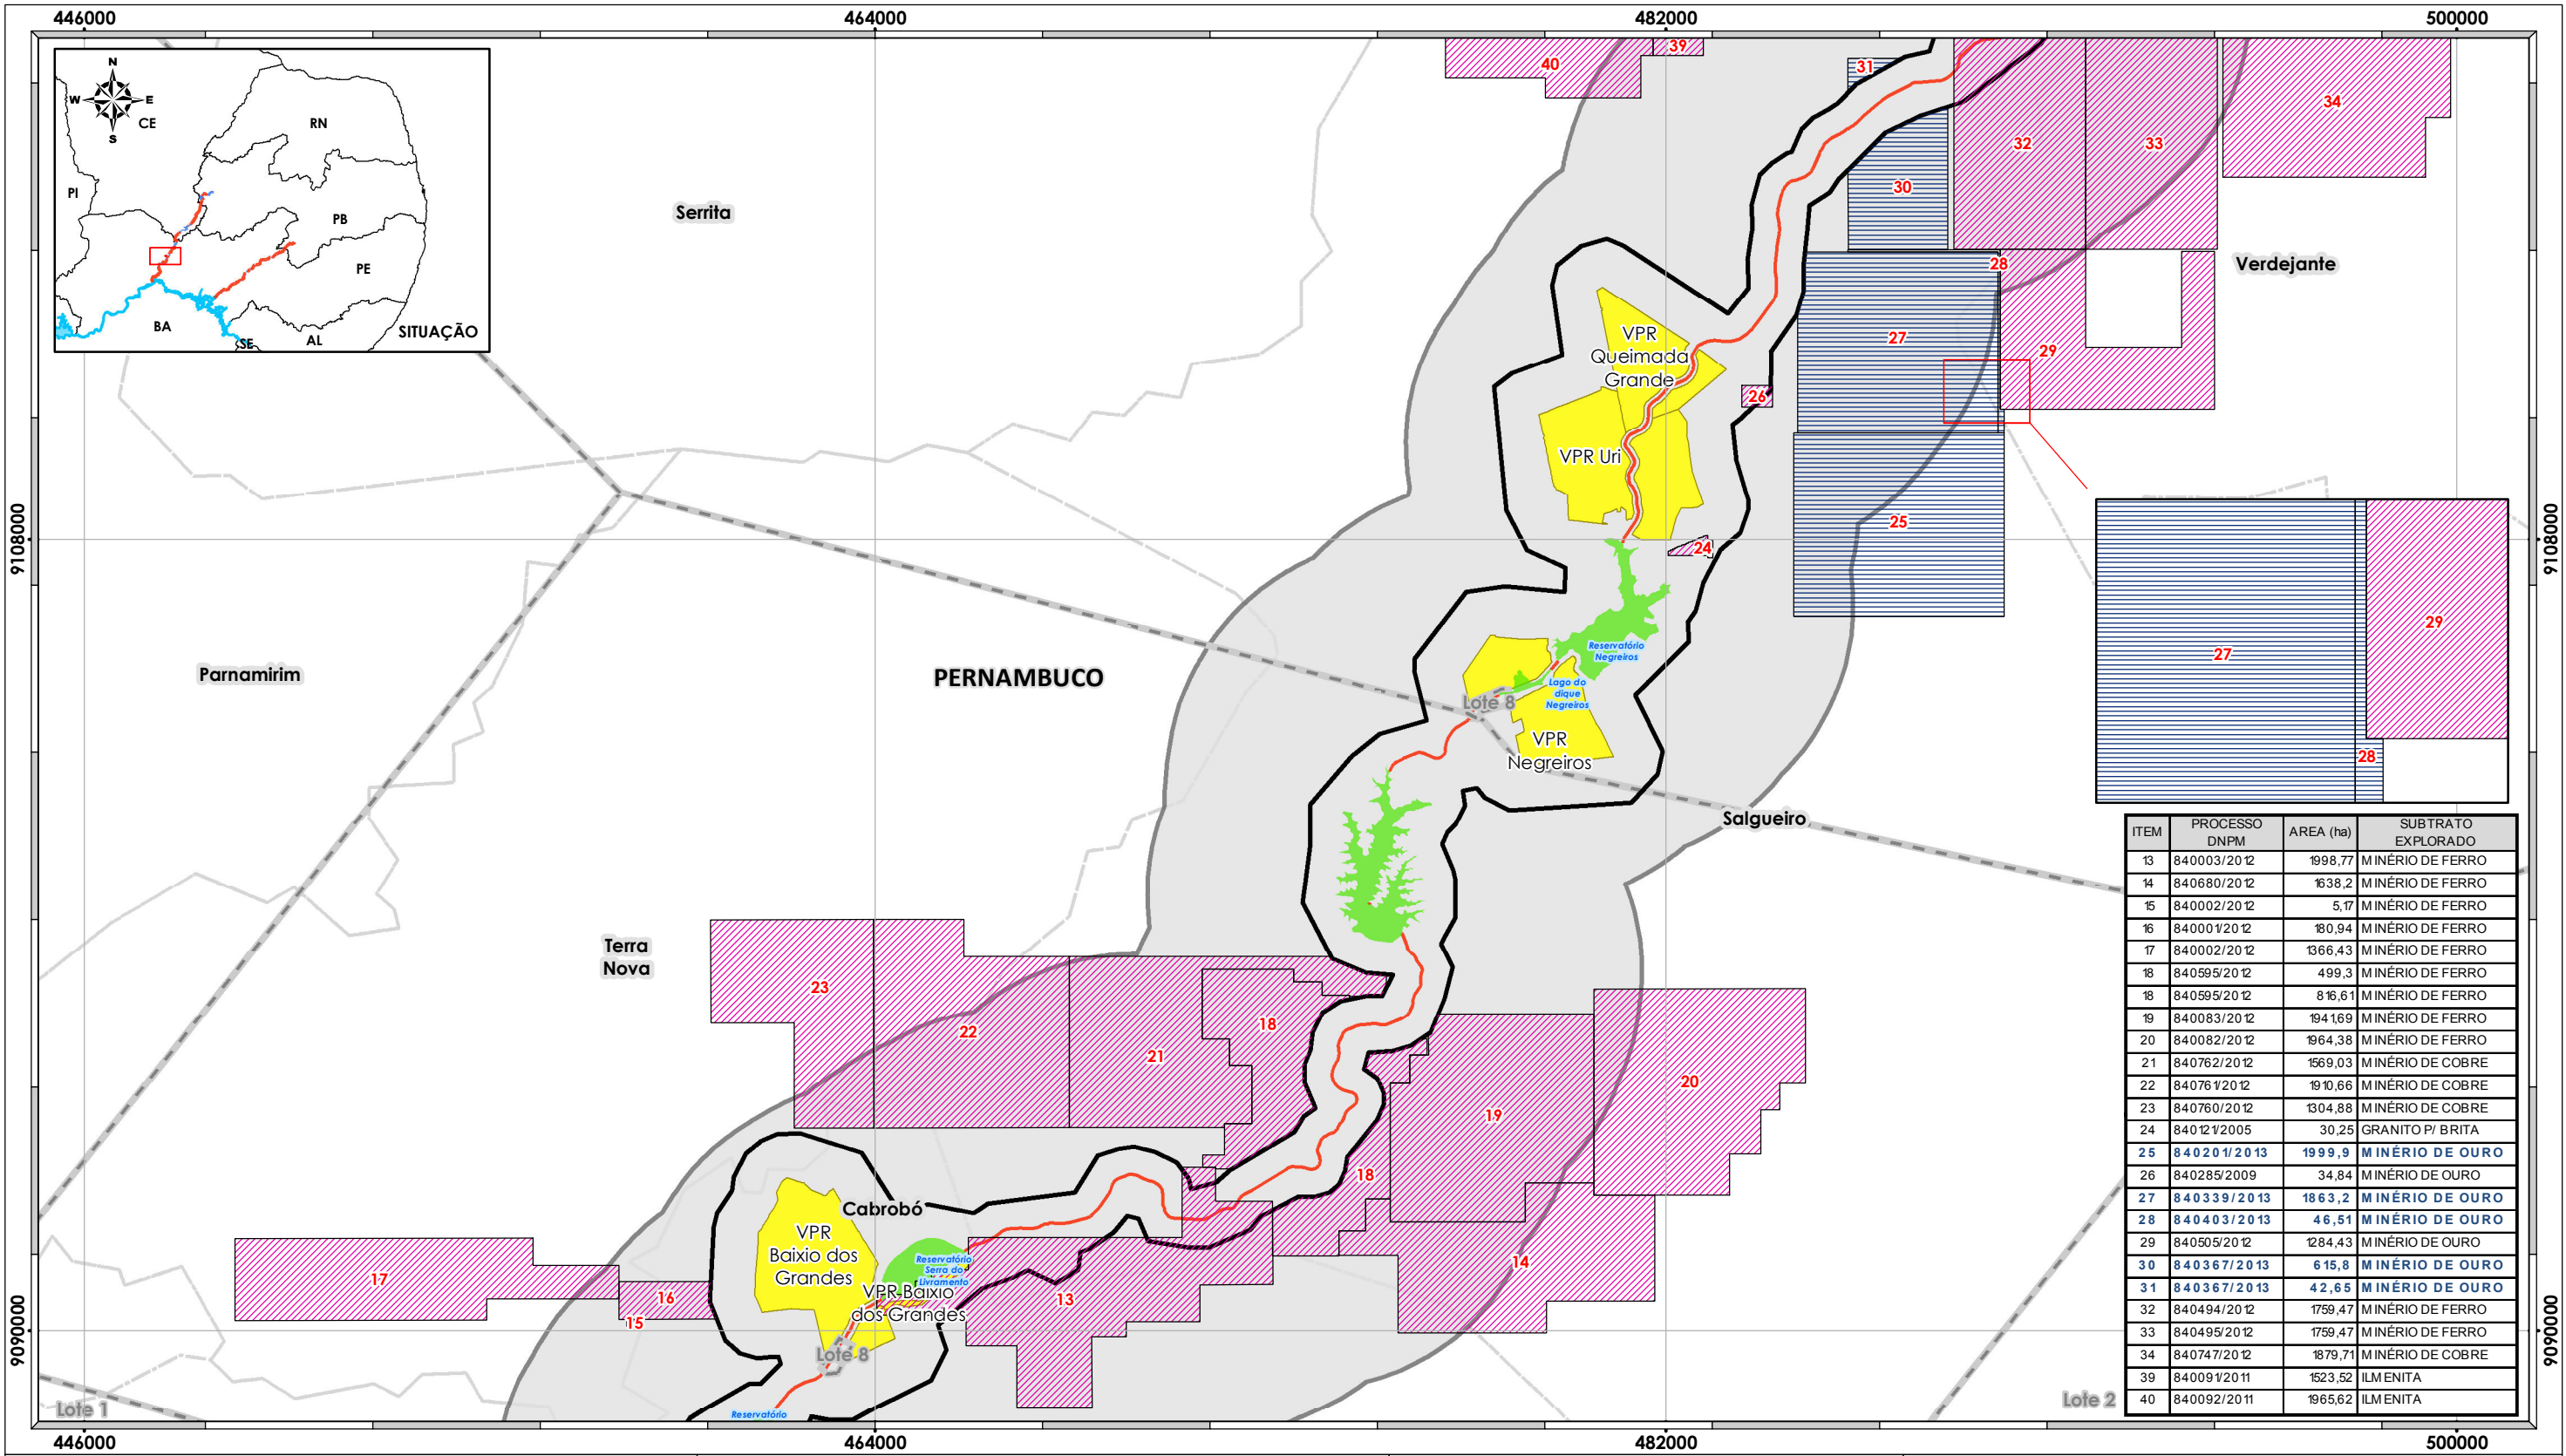 446000 464000 482000 500000
N
W E
S
CE
RN
PI
PB
PE
BA
SE
AL
SITUAÇÃO
39
40
31
34
32
33
30
Serrita
Verdejante
28
27
29
VPR
Queimada
Grande
26
VPR Uri
25
24
9108000
9108000
Reservatório
Negreiros
Lago do
dique
Negreiros
Lote 8
VPR
Negreiros
27
29
28
Parnamirim
PERNAMBUCO
Salgueiro
Terra
Nova
23
22
21
18
20
19
18
14
Cabrobó
VPR
Baixio dos
Grandes
Reservatório
Serra do
Livramento
VPR Baixio
dos Grandes
13
17
16
15
Lote 8
9090000
9090000
Reservatório
Lote 1
Lote 2
ITEM PROCESSO DNPM AREA (ha) SUBTRATO EXPLORADO
13 840003/2012 1998,77 MINÉRIO DE FERRO
14 840680/2012 1638,2 MINÉRIO DE FERRO
15 840002/2012 5,17 MINÉRIO DE FERRO
16 840001/2012 180,94 MINÉRIO DE FERRO
17 840002/2012 1366,43 MINÉRIO DE FERRO
18 840595/2012 499,3 MINÉRIO DE FERRO
18 840595/2012 816,61 MINÉRIO DE FERRO
19 840083/2012 1941,69 MINÉRIO DE FERRO
20 840082/2012 1964,38 MINÉRIO DE FERRO
21 840762/2012 1569,03 MINÉRIO DE COBRE
22 840761/2012 1910,66 MINÉRIO DE COBRE
23 840760/2012 1304,88 MINÉRIO DE COBRE
24 840121/2005 30,25 GRANITO P/ BRITA
25 840201/2013 1999,9 MINÉRIO DE OURO
26 840285/2009 34,84 MINÉRIO DE OURO
27 840339/2013 1863,2 MINÉRIO DE OURO
28 840403/2013 46,51 MINÉRIO DE OURO
29 840505/2012 1284,43 MINÉRIO DE OURO
30 840367/2013 615,8 MINÉRIO DE OURO
31 840367/2013 42,65 MINÉRIO DE OURO
32 840494/2012 1759,47 MINÉRIO DE FERRO
33 840495/2012 1759,47 MINÉRIO DE FERRO
34 840747/2012 1879,71 MINÉRIO DE COBRE
39 840091/2011 1523,52 ILMENITA
40 840092/2011 1965,62 ILMENITA
446000 464000 482000 500000